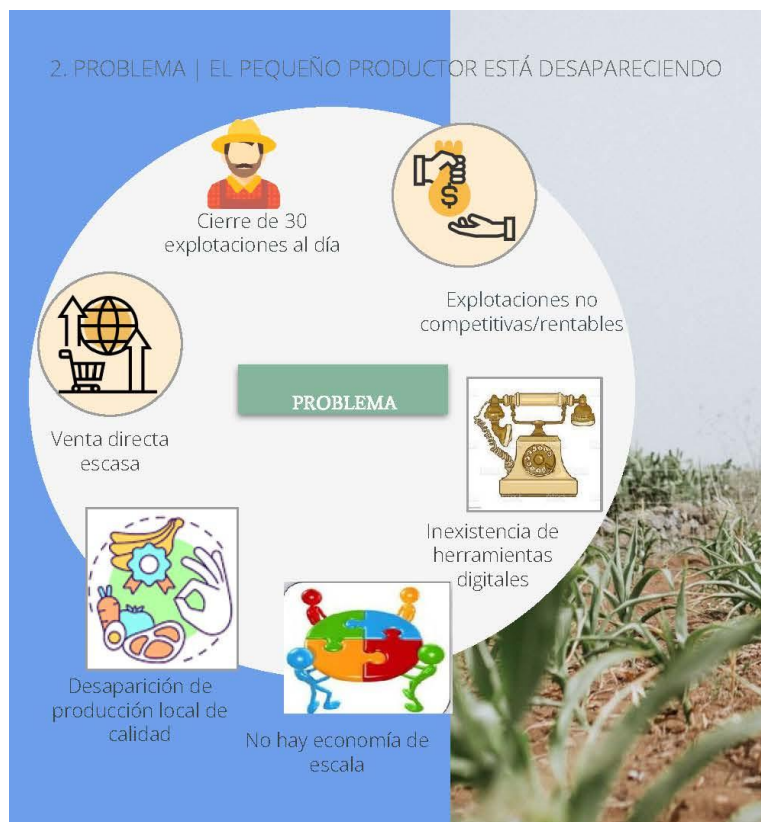 2. PROBLEMA | EL PEQUEÑO PRODUCTOR ESTÁ DESAPARECIENDO
Cierre de 30
explotaciones al día
$
Explotaciones no
competitivas/rentables
PROBLEMA
Venta directa
escasa
Inexistencia de
herramientas
digitales
Desaparición de
producción local de
calidad
No hay economía de
escala